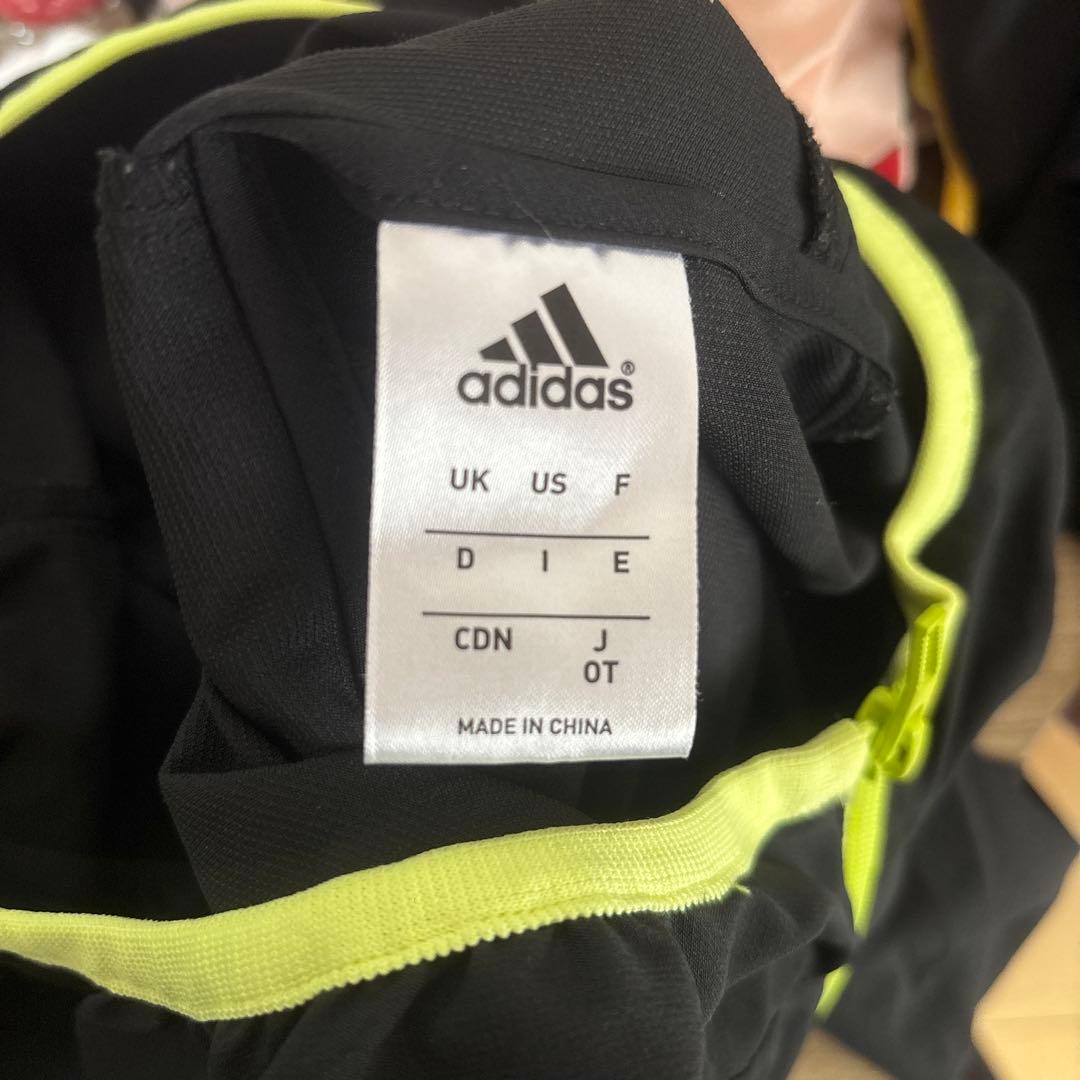 adidas®
UK US F
D I E
CDN J
OT
MADE IN CHINA